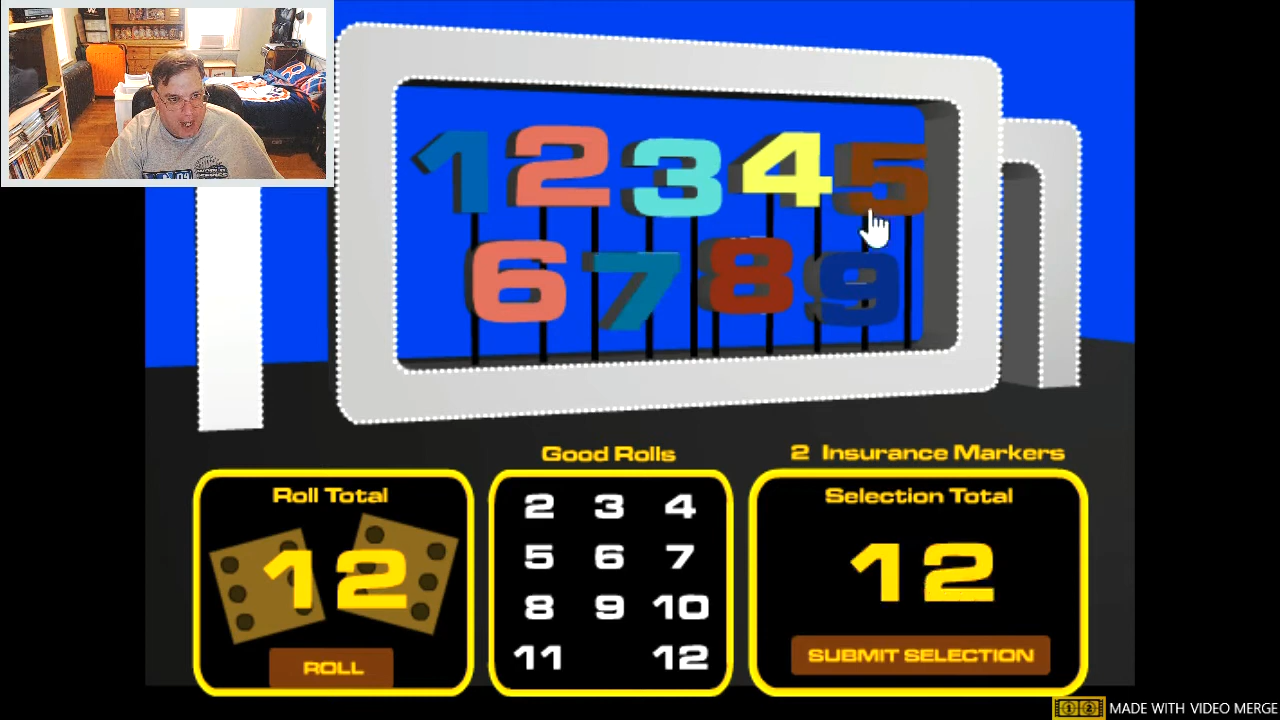 1 2 3 4 5
6 7 8 9
Good Rolls
2 Insurance Markers
Roll Total
12
ROLL
2 3 4
5 6 7
8 9 10
11 12
Selection Total
12
SUBMIT SELECTION
MADE WITH VIDEO MERGE